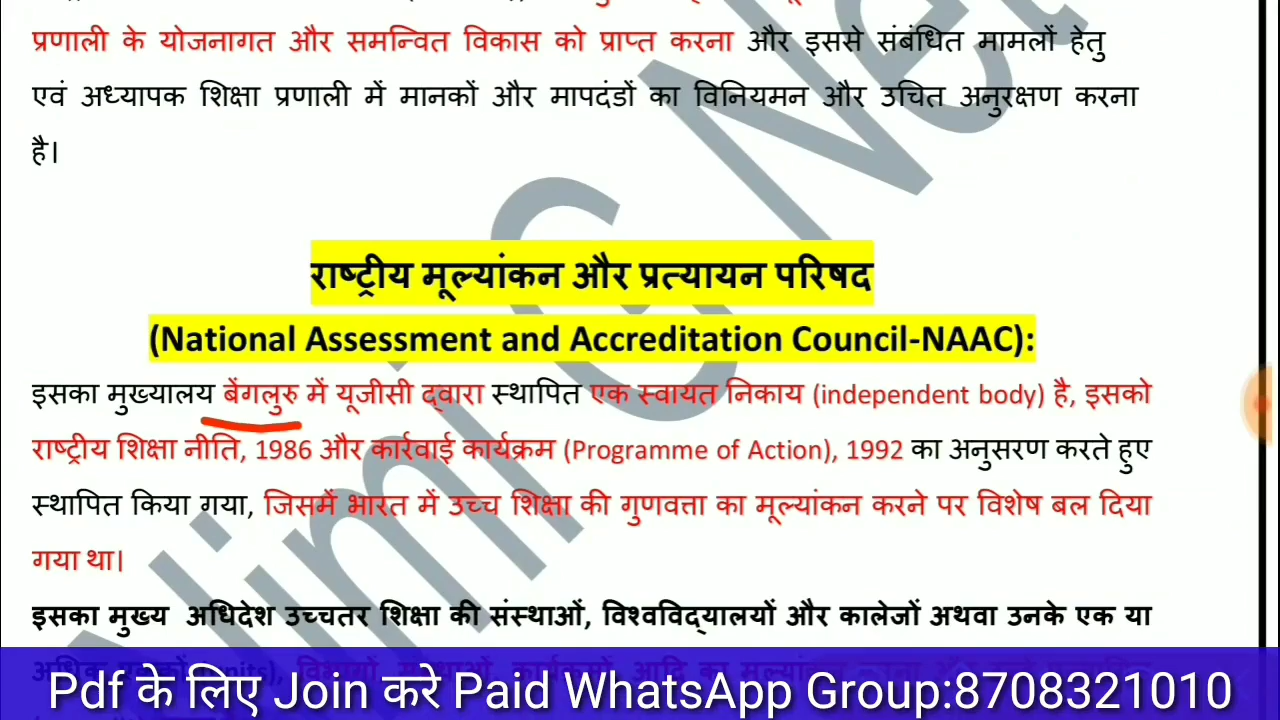 प्रणाली के योजनागत और समन्वित विकास को प्राप्त करना और इससे संबंधित मामलों हेतु
एवं अध्यापक शिक्षा प्रणाली में मानकों और मापदंडों का विनियमन और उचित अनुरक्षण करना
है।
राष्ट्रीय मूल्यांकन और प्रत्यायन परिषद
(National Assessment and Accreditation Council-NAAC):
इसका मुख्यालय बेंगलुरु में यूजीसी द्वारा स्थापित एक स्वायत निकाय (independent body) है, इसको
राष्ट्रीय शिक्षा नीति, 1986 और कार्रवाई कार्यक्रम (Programme of Action), 1992 का अनुसरण करते हुए
स्थापित किया गया, जिसमें भारत में उच्च शिक्षा की गुणवत्ता का मूल्यांकन करने पर विशेष बल दिया
गया था।
इसका मुख्य अधिदेश उच्चतर शिक्षा की संस्थाओं, विश्वविद्यालयों और कालेजों अथवा उनके एक या
Pdf के लिए Join करे Paid WhatsApp Group:8708321010